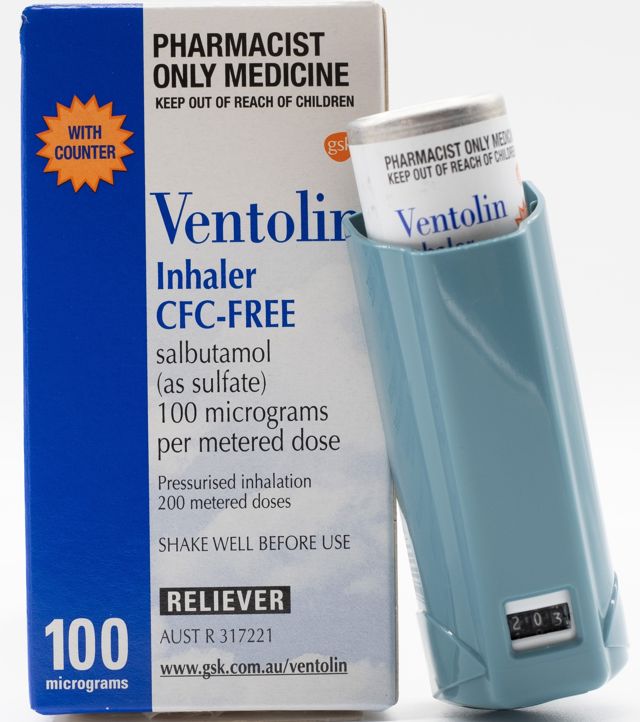 PHARMACIST
ONLY MEDICINE
KEEP OUT OF REACH OF CHILDREN
WITH
COUNTER
gsk
Ventolin
Inhaler
CFC-FREE
salbutamol
(as sulfate)
100 micrograms
per metered dose
Pressurised inhalation
200 metered doses
SHAKE WELL BEFORE USE
RELIEVER
AUST R 317221
www.gsk.com.au/ventolin
100
micrograms
PHARMACIST ONLY
KEEP OUT OF REACH OF
Ventolin
203